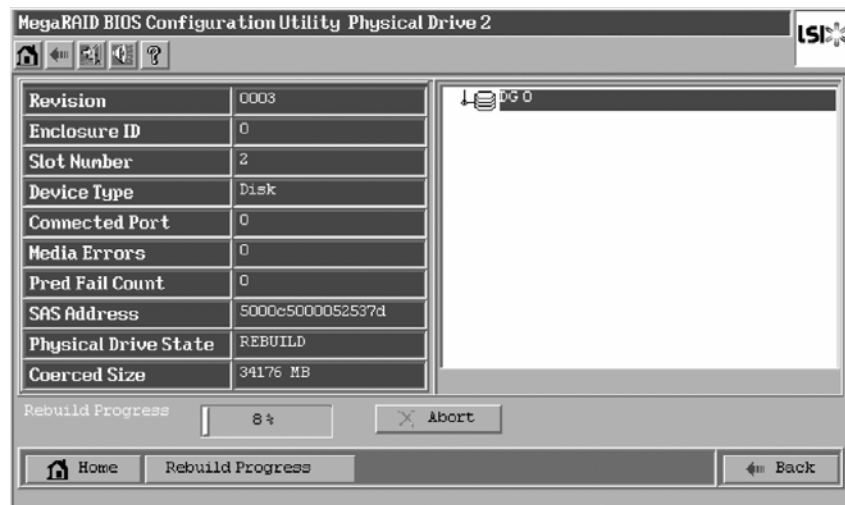 MegaRAID BIOS Configuration Utility Physical Drive 2
LSI
Revision 0003
Enclosure ID 0
Slot Number 2
Device Type Disk
Connected Port 0
Media Errors 0
Pred Fail Count 0
SAS Address 5000c5000052537d
Physical Drive State REBUILD
Coerced Size 34176 MB
DG 0
Rebuild Progress 8% Abort
Home Rebuild Progress Back